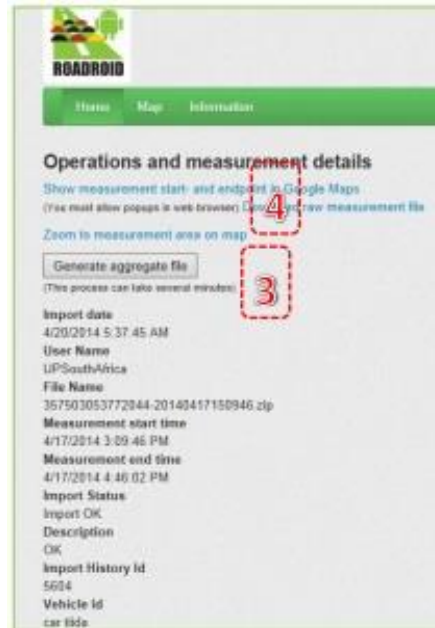 ROADROID
Home Map Information
Operations and measurement details
Show measurement start- and endpoint in Google Maps
(You must allow popups in web browser) raw measurement file
4
Zoom to measurement area on map
Generate aggregate file
(This process can take several minutes)
3
Import date
4/20/2014 5:37:45 AM
User Name
UPSouthAfrica
File Name
357503053772044-20140417150946.zip
Measurement start time
4/17/2014 3:09:46 PM
Measurement end time
4/17/2014 4:46:02 PM
Import Status
Import OK
Description
OK
Import History Id
5604
Vehicle Id
car tiida